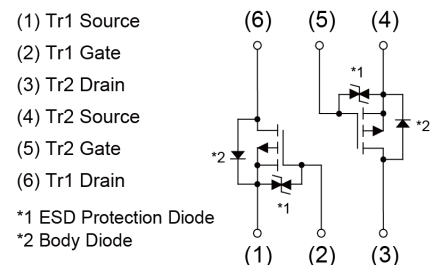 (1) Tr1 Source
(2) Tr1 Gate
(3) Tr2 Drain
(4) Tr2 Source
(5) Tr2 Gate
(6) Tr1 Drain
*1 ESD Protection Diode
*2 Body Diode
(6) (5) (4)
*1
*2
*2
*1
(1) (2) (3)